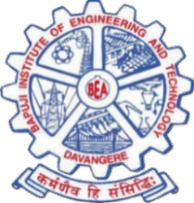 BAPUJI INSTITUTE OF ENGINEERING AND TECHNOLOGY
BEA
DAVANGERE
कर्मणैव हि संसिद्धिः